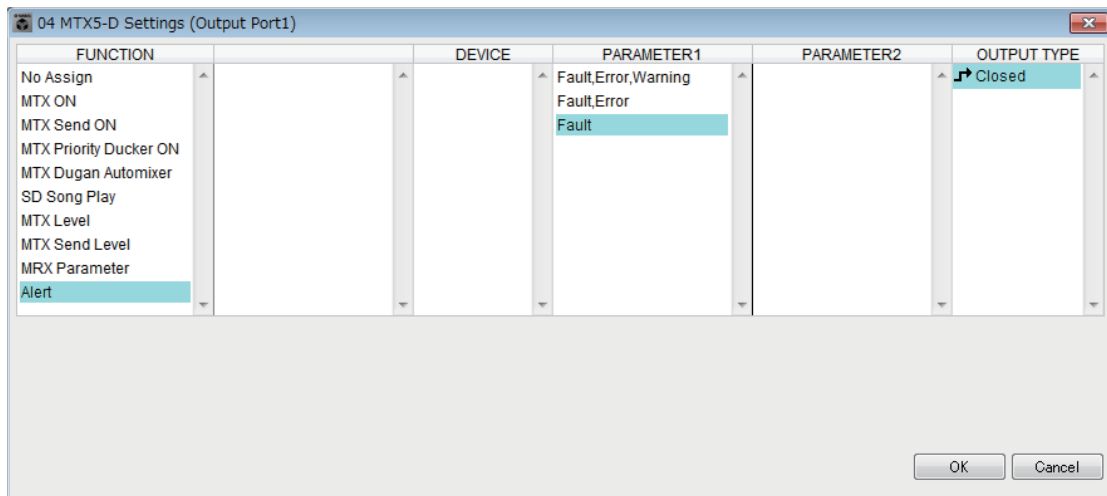 04 MTX5-D Settings (Output Port1)
FUNCTION DEVICE PARAMETER1 PARAMETER2 OUTPUT TYPE
No Assign Fault,Error,Warning Closed
MTX ON Fault,Error
MTX Send ON Fault
MTX Priority Ducker ON
MTX Dugan Automixer
SD Song Play
MTX Level
MTX Send Level
MRX Parameter
Alert
OK Cancel